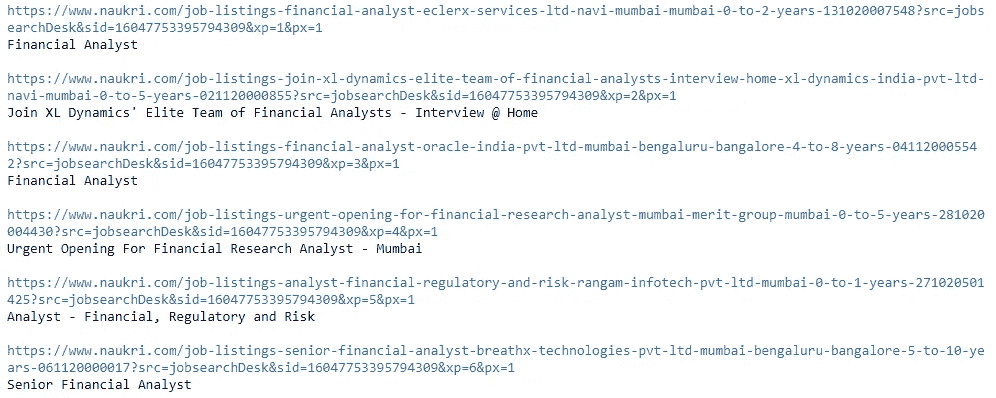 https://www.naukri.com/job-listings-financial-analyst-eclerx-services-ltd-navi-mumbai-mumbai-0-to-2-years-131020007548?src=jobs
earchDesk&sid=16047753395794309&xp=1&px=1
Financial Analyst
https://www.naukri.com/job-listings-join-xl-dynamics-elite-team-of-financial-analysts-interview-home-xl-dynamics-india-pvt-ltd-
navi-mumbai-0-to-5-years-021120000855?src=jobsearchDesk&sid=16047753395794309&xp=2&px=1
Join XL Dynamics' Elite Team of Financial Analysts - Interview @ Home
https://www.naukri.com/job-listings-financial-analyst-oracle-india-pvt-ltd-mumbai-bengaluru-bangalore-4-to-8-years-04112000554
2?src=jobsearchDesk&sid=16047753395794309&xp=3&px=1
Financial Analyst
https://www.naukri.com/job-listings-urgent-opening-for-financial-research-analyst-mumbai-merit-group-mumbai-0-to-5-years-281020
004430?src=jobsearchDesk&sid=16047753395794309&xp=4&px=1
Urgent Opening For Financial Research Analyst - Mumbai
https://www.naukri.com/job-listings-analyst-financial-regulatory-and-risk-rangam-infotech-pvt-ltd-mumbai-0-to-1-years-271020501
425?src=jobsearchDesk&sid=16047753395794309&xp=5&px=1
Analyst - Financial, Regulatory and Risk
https://www.naukri.com/job-listings-senior-financial-analyst-breathx-technologies-pvt-ltd-mumbai-bengaluru-bangalore-5-to-10-ye
ars-061120000017?src=jobsearchDesk&sid=16047753395794309&xp=6&px=1
Senior Financial Analyst